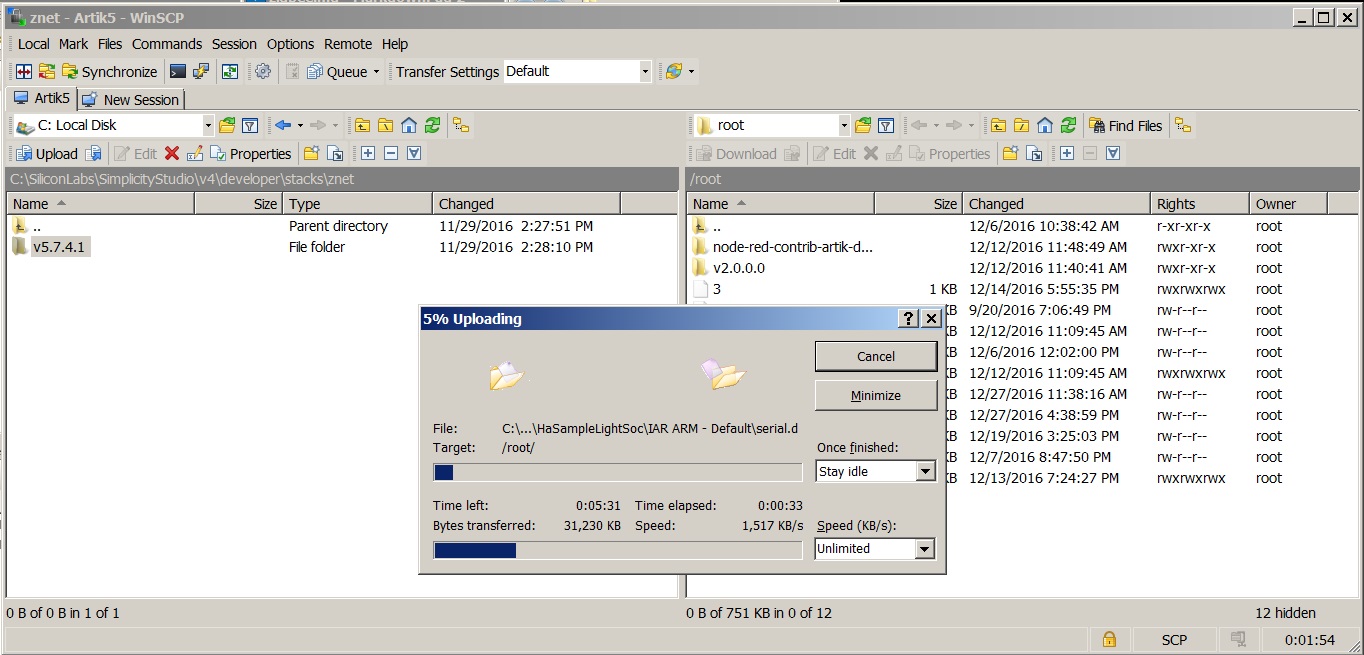 znet - Artik5 - WinSCP
Local Mark Files Commands Session Options Remote Help
Synchronize Queue Transfer Settings Default
Artik5 New Session
C: Local Disk
Upload Edit Properties
C:\SiliconLabs\SimplicityStudio\v4\developer\stacks\znet
Name Size Type Changed
.. Parent directory 11/29/2016 2:27:51 PM
v5.7.4.1 File folder 11/29/2016 2:28:10 PM
0 B of 0 B in 1 of 1
root Find Files
Download Edit Properties
/root
Name Size Changed Rights Owner
.. 12/6/2016 10:38:42 AM r-xr-xr-x root
node-red-contrib-artik-d... 12/12/2016 11:48:49 AM rwxr-xr-x root
v2.0.0.0 12/12/2016 11:40:41 AM rwxr-xr-x root
3 1 KB 12/14/2016 5:55:35 PM rwxrwxrwx root
KB 9/20/2016 7:06:49 PM rw-r--r-- root
KB 12/12/2016 11:09:45 AM rw-r--r-- root
KB 12/6/2016 12:02:00 PM rw-r--r-- root
KB 12/12/2016 11:09:45 AM rwxrwxrwx root
KB 12/27/2016 11:38:16 AM rw-r--r-- root
KB 12/27/2016 4:38:59 PM rw-r--r-- root
KB 12/19/2016 3:25:03 PM rw-r--r-- root
KB 12/7/2016 8:47:50 PM rw-r--r-- root
KB 12/13/2016 7:24:27 PM rwxrwxrwx root
0 B of 751 KB in 0 of 12 12 hidden
5% Uploading
Cancel
Minimize
File: C:\...\HaSampleLightSoc\IAR ARM - Default\serial.d
Target: /root/
Once finished:
Stay idle
Time left: 0:05:31 Time elapsed: 0:00:33
Bytes transferred: 31,230 KB Speed: 1,517 KB/s
Speed (KB/s):
Unlimited
SCP 0:01:54